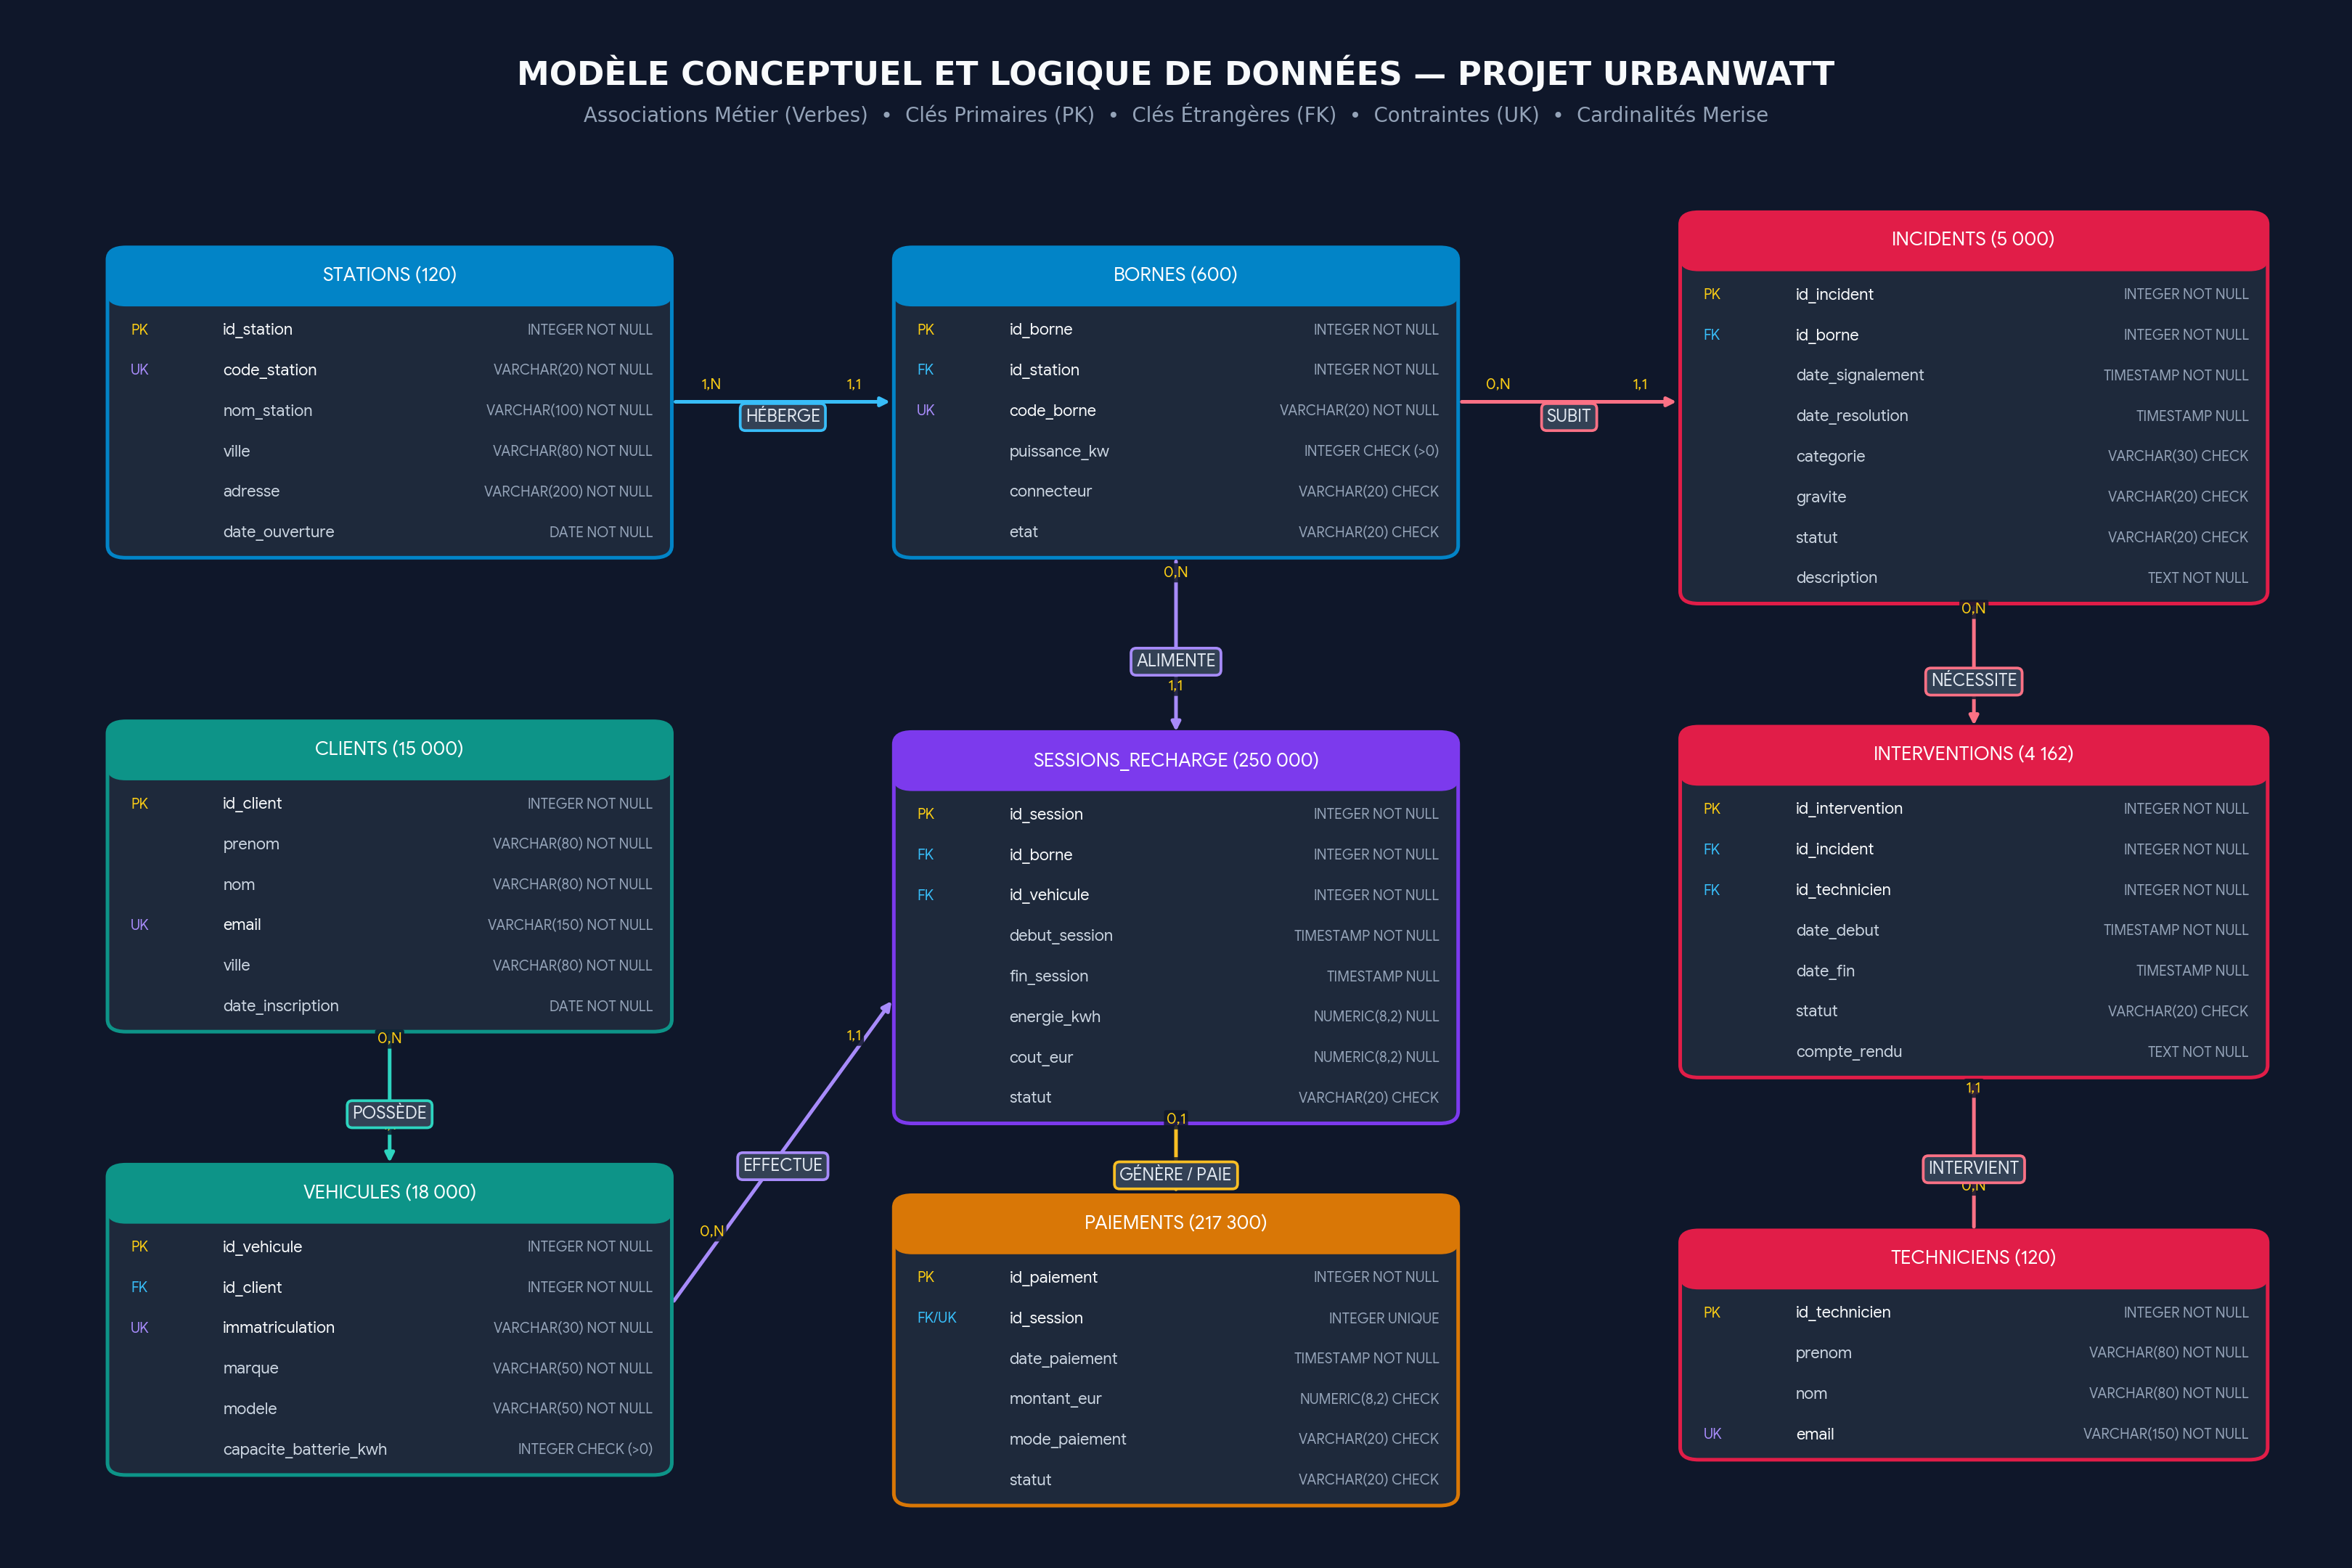 MODÈLE CONCEPTUEL ET LOGIQUE DE DONNÉES — PROJET URBANWATT
Associations Métier (Verbes) • Clés Primaires (PK) • Clés Étrangères (FK) • Contraintes (UK) • Cardinalités Merise
STATIONS (120)
PK id_station INTEGER NOT NULL
UK code_station VARCHAR(20) NOT NULL
nom_station VARCHAR(100) NOT NULL
ville VARCHAR(80) NOT NULL
adresse VARCHAR(200) NOT NULL
date_ouverture DATE NOT NULL
1,N 1,1
HÉBERGE
BORNES (600)
PK id_borne INTEGER NOT NULL
FK id_station INTEGER NOT NULL
UK code_borne VARCHAR(20) NOT NULL
puissance_kw INTEGER CHECK (>0)
connecteur VARCHAR(20) CHECK
etat VARCHAR(20) CHECK
0,N 1,1
SUBIT
INCIDENTS (5 000)
PK id_incident INTEGER NOT NULL
FK id_borne INTEGER NOT NULL
date_signalement TIMESTAMP NOT NULL
date_resolution TIMESTAMP NULL
categorie VARCHAR(30) CHECK
gravite VARCHAR(20) CHECK
statut VARCHAR(20) CHECK
description TEXT NOT NULL
0,N
ALIMENTE
1,1
0,N
NÉCESSITE
CLIENTS (15 000)
PK id_client INTEGER NOT NULL
prenom VARCHAR(80) NOT NULL
nom VARCHAR(80) NOT NULL
UK email VARCHAR(150) NOT NULL
ville VARCHAR(80) NOT NULL
date_inscription DATE NOT NULL
0,N
POSSÈDE
SESSIONS_RECHARGE (250 000)
PK id_session INTEGER NOT NULL
FK id_borne INTEGER NOT NULL
FK id_vehicule INTEGER NOT NULL
debut_session TIMESTAMP NOT NULL
fin_session TIMESTAMP NULL
energie_kwh NUMERIC(8,2) NULL
cout_eur NUMERIC(8,2) NULL
statut VARCHAR(20) CHECK
1,1
EFFECTUE
0,N
0,1
GÉNÈRE / PAIE
INTERVENTIONS (4 162)
PK id_intervention INTEGER NOT NULL
FK id_incident INTEGER NOT NULL
FK id_technicien INTEGER NOT NULL
date_debut TIMESTAMP NOT NULL
date_fin TIMESTAMP NULL
statut VARCHAR(20) CHECK
compte_rendu TEXT NOT NULL
1,1
INTERVIENT
0,N
VEHICULES (18 000)
PK id_vehicule INTEGER NOT NULL
FK id_client INTEGER NOT NULL
UK immatriculation VARCHAR(30) NOT NULL
marque VARCHAR(50) NOT NULL
modele VARCHAR(50) NOT NULL
capacite_batterie_kwh INTEGER CHECK (>0)
PAIEMENTS (217 300)
PK id_paiement INTEGER NOT NULL
FK/UK id_session INTEGER UNIQUE
date_paiement TIMESTAMP NOT NULL
montant_eur NUMERIC(8,2) CHECK
mode_paiement VARCHAR(20) CHECK
statut VARCHAR(20) CHECK
TECHNICIENS (120)
PK id_technicien INTEGER NOT NULL
prenom VARCHAR(80) NOT NULL
nom VARCHAR(80) NOT NULL
UK email VARCHAR(150) NOT NULL